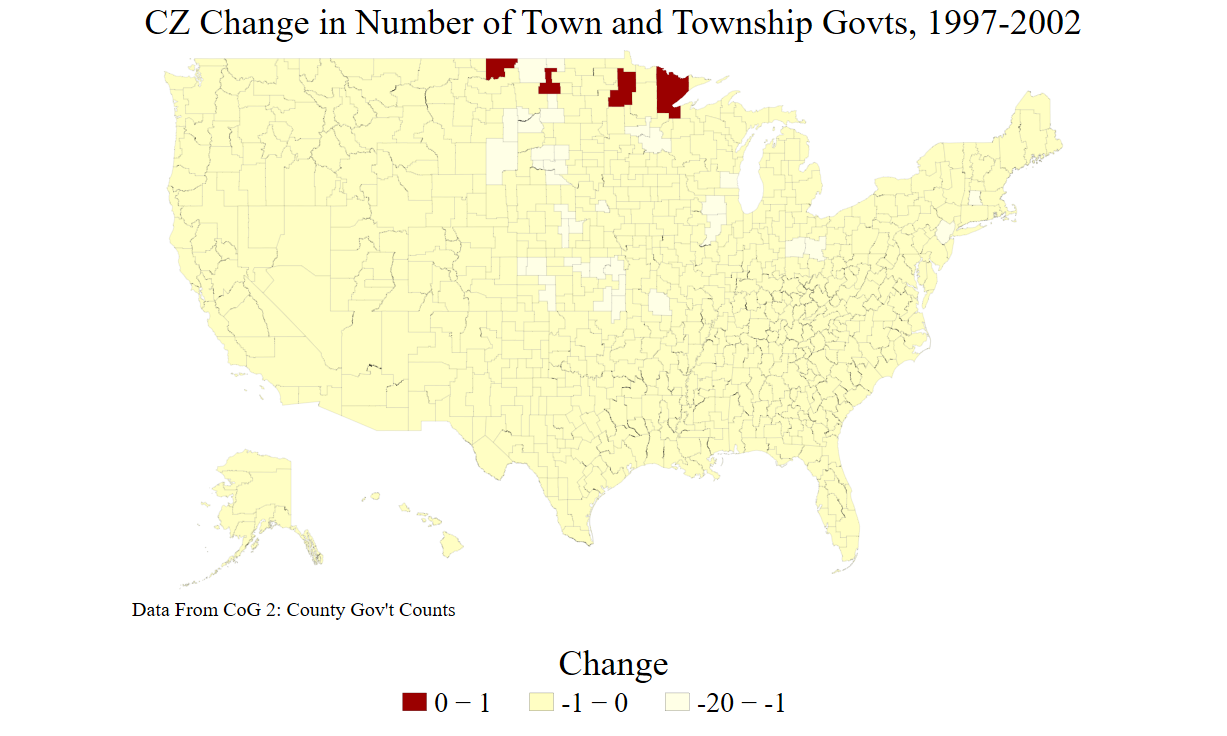 CZ Change in Number of Town and Township Govts, 1997-2002
Data From CoG 2: County Gov't Counts
Change
0 − 1
-1 − 0
-20 − -1